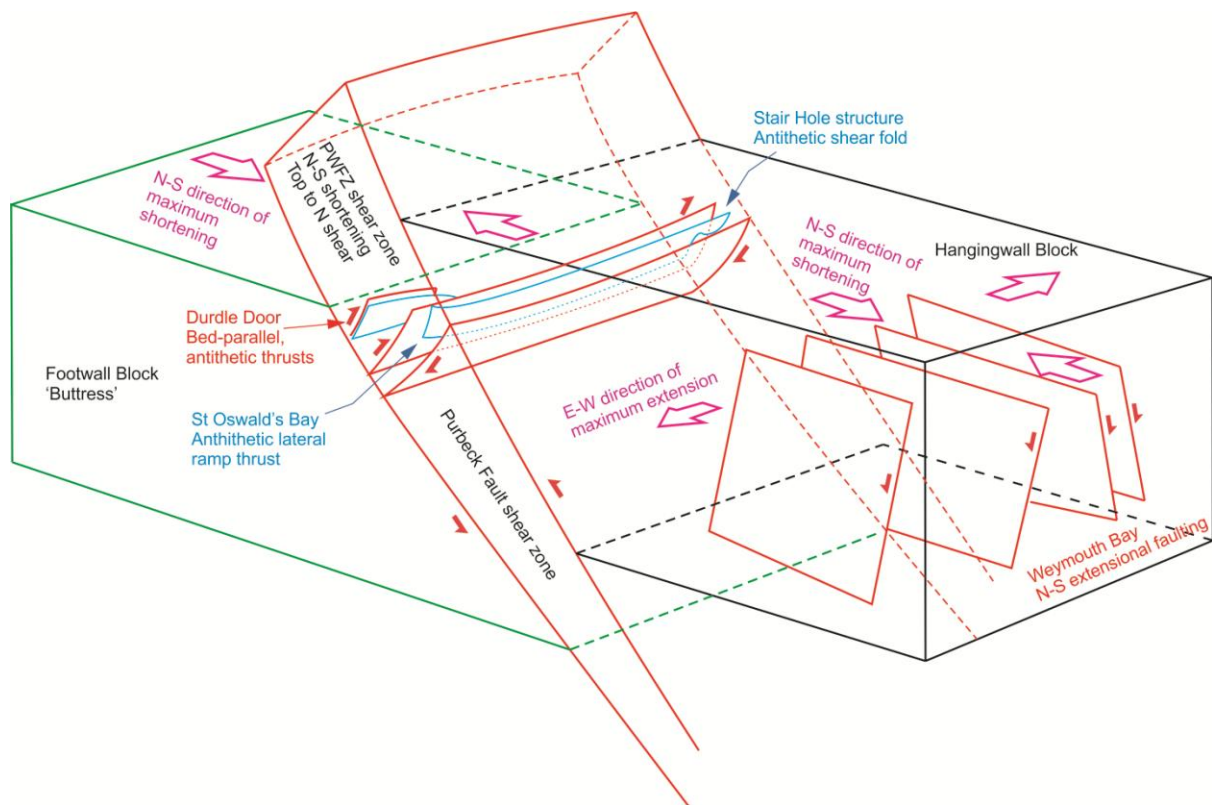 Stair Hole structure
Antithetic shear fold
N-S direction of
maximum
shortening
PWFZ shear zone
N-S shortening
Top to N shear
N-S direction of
maximum
shortening
Hangingwall Block
Durdle Door
Bed-parallel,
antithetic thrusts
Footwall Block
'Buttress'
E-W direction of
maximum extension
St Oswald's Bay
Anthithetic lateral
ramp thrust
Purbeck Fault shear zone
Weymouth Bay
N-S extensional faulting